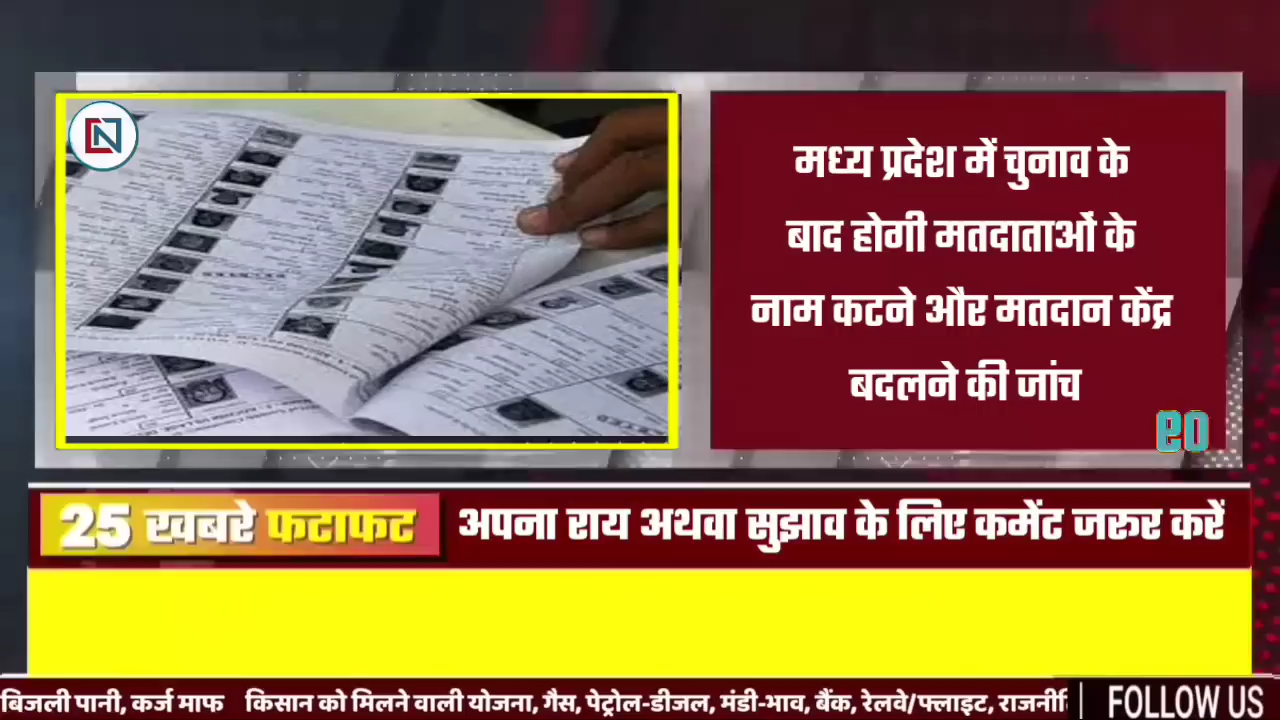 मध्य प्रदेश में चुनाव के
बाद होगी मतदाताओं के
नाम कटने और मतदान केंद्र
बदलने की जांच
25 खबरे फटाफट
अपना राय अथवा सुझाव के लिए कमेंट जरूर करें
बिजली पानी, कर्ज माफ किसान को मिलने वाली योजना, गैस, पेट्रोल-डीजल, मंडी-भाव, बैंक, रेलवे/फ्लाइट,
FOLLOW US